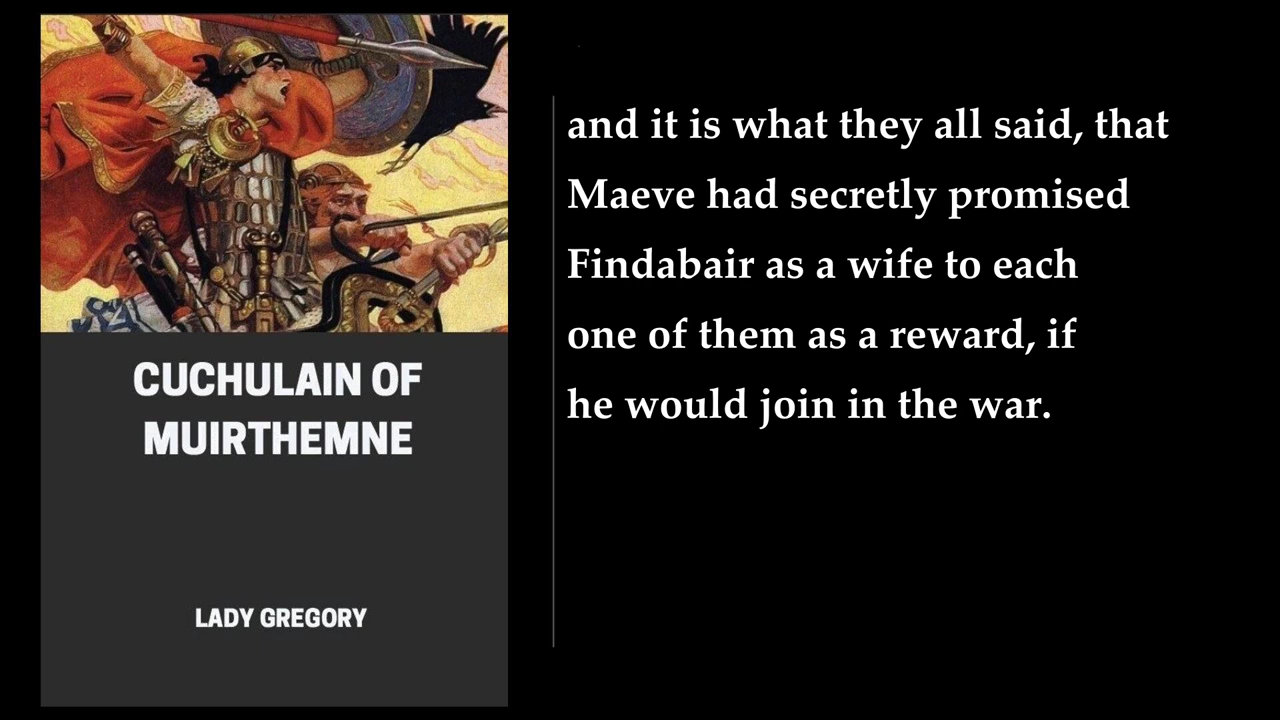 CUCHULAIN OF
MUIRTHEMNE
LADY GREGORY
and it is what they all said, that
Maeve had secretly promised
Findabair as a wife to each
one of them as a reward, if
he would join in the war.